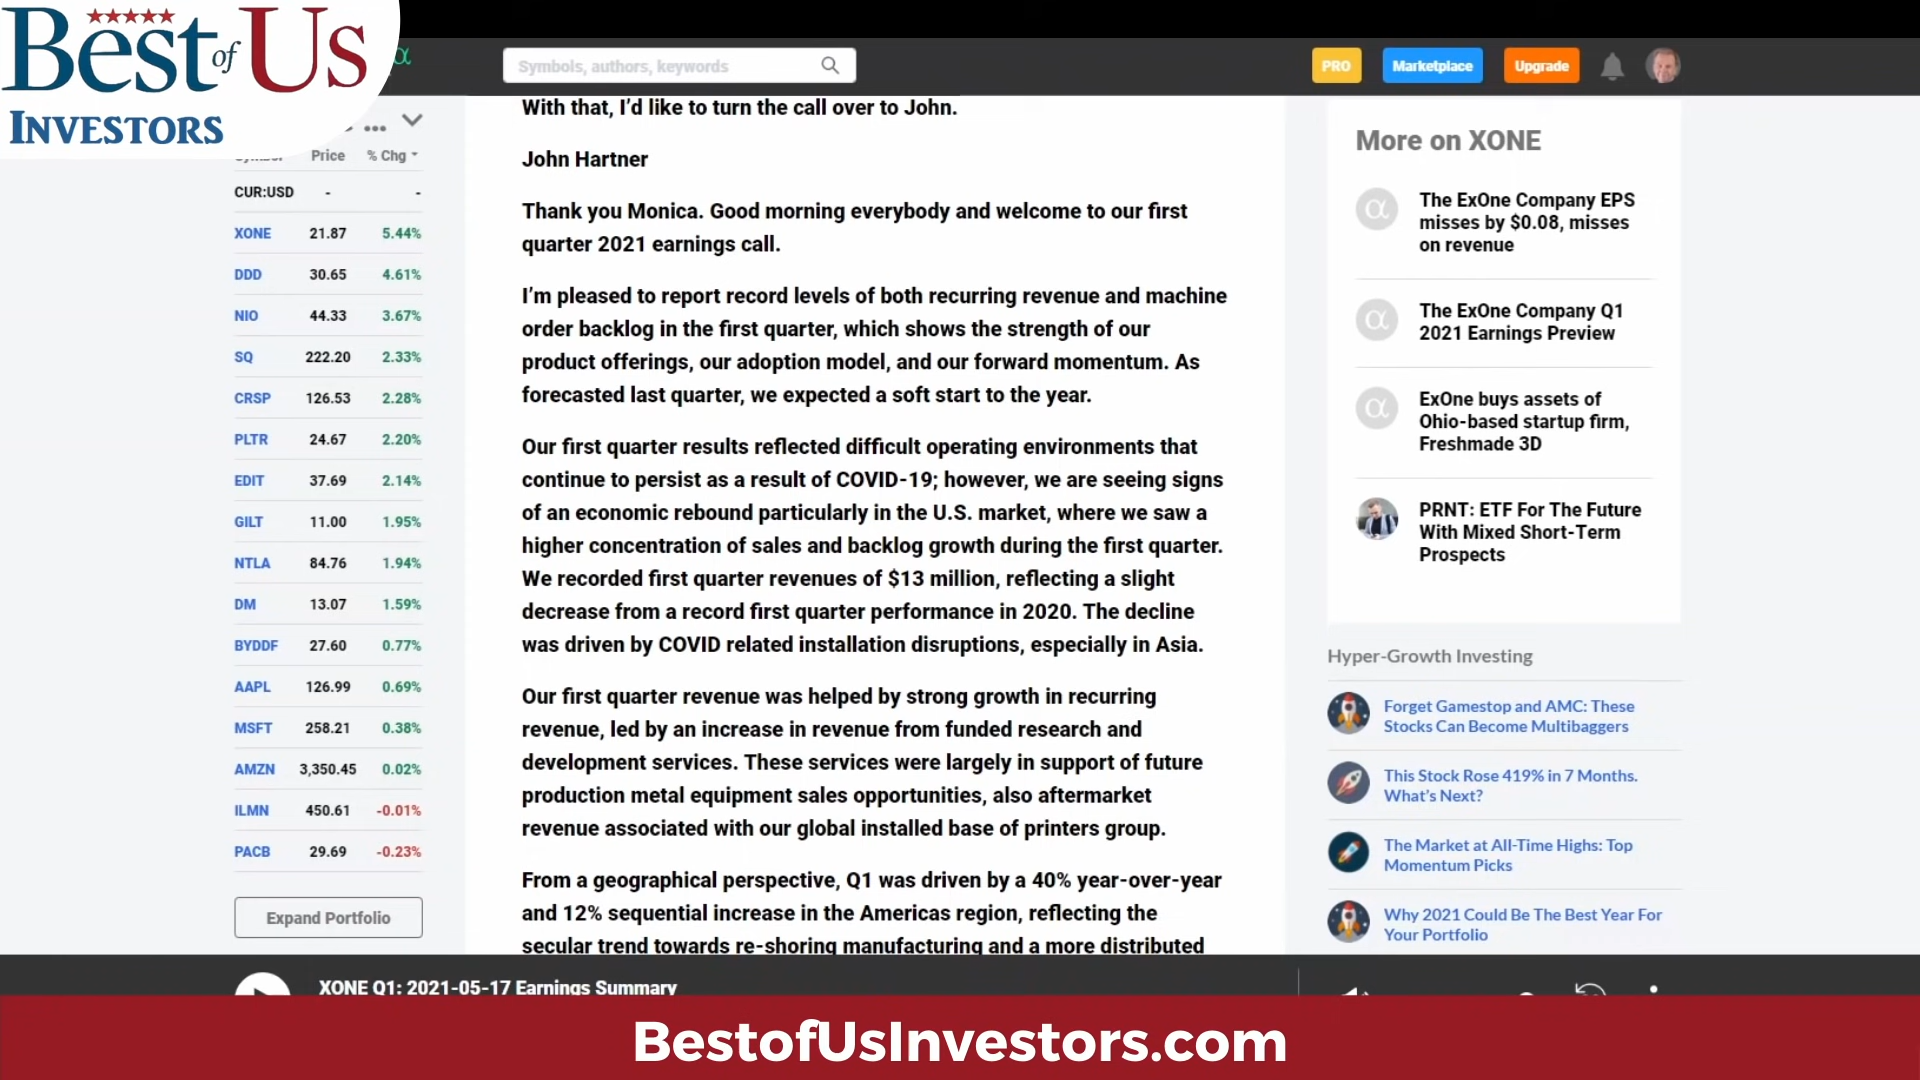 Best of Us
INVESTORS
α
Symbols, authors, keywords
PRO
Marketplace
Upgrade
Price % Chg
CUR:USD - -
XONE 21.87 5.44%
DDD 30.65 4.61%
NIO 44.33 3.67%
SQ 222.20 2.33%
CRSP 126.53 2.28%
PLTR 24.67 2.20%
EDIT 37.69 2.14%
GILT 11.00 1.95%
NTLA 84.76 1.94%
DM 13.07 1.59%
BYDDF 27.60 0.77%
AAPL 126.99 0.69%
MSFT 258.21 0.38%
AMZN 3,350.45 0.02%
ILMN 450.61 -0.01%
PACB 29.69 -0.23%
Expand Portfolio
With that, I’d like to turn the call over to John.
John Hartner
Thank you Monica. Good morning everybody and welcome to our first
quarter 2021 earnings call.
I’m pleased to report record levels of both recurring revenue and machine
order backlog in the first quarter, which shows the strength of our
product offerings, our adoption model, and our forward momentum. As
forecasted last quarter, we expected a soft start to the year.
Our first quarter results reflected difficult operating environments that
continue to persist as a result of COVID-19; however, we are seeing signs
of an economic rebound particularly in the U.S. market, where we saw a
higher concentration of sales and backlog growth during the first quarter.
We recorded first quarter revenues of $13 million, reflecting a slight
decrease from a record first quarter performance in 2020. The decline
was driven by COVID related installation disruptions, especially in Asia.
Our first quarter revenue was helped by strong growth in recurring
revenue, led by an increase in revenue from funded research and
development services. These services were largely in support of future
production metal equipment sales opportunities, also aftermarket
revenue associated with our global installed base of printers group.
From a geographical perspective, Q1 was driven by a 40% year-over-year
and 12% sequential increase in the Americas region, reflecting the
secular trend towards re-shoring manufacturing and a more distributed
More on XONE
The ExOne Company EPS
misses by $0.08, misses
on revenue
The ExOne Company Q1
2021 Earnings Preview
ExOne buys assets of
Ohio-based startup firm,
Freshmade 3D
PRNT: ETF For The Future
With Mixed Short-Term
Prospects
Hyper-Growth Investing
Forget Gamestop and AMC: These
Stocks Can Become Multibaggers
This Stock Rose 419% in 7 Months.
What’s Next?
The Market at All-Time Highs: Top
Momentum Picks
Why 2021 Could Be The Best Year For
Your Portfolio
XONE Q1: 2021-05-17 Earnings Summary
BestofUsInvestors.com